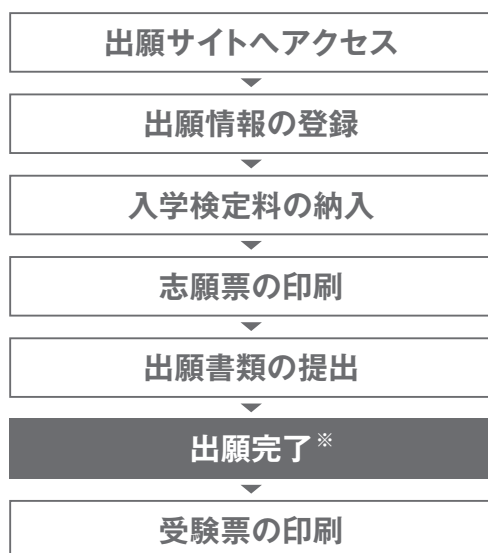 出願サイトへアクセス
出願情報の登録
入学検定料の納入
志願票の印刷
出願書類の提出
出願完了※
受験票の印刷